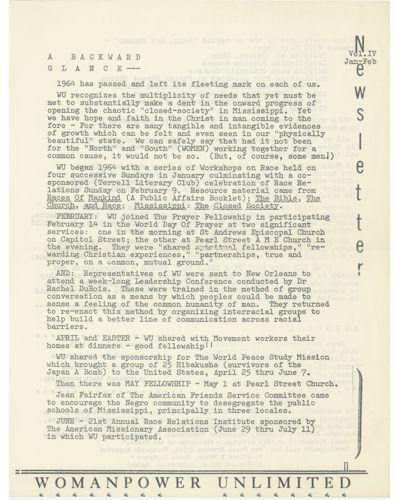 Newsletter
Vol.IV
Jan-Feb
A BACKWARD
GLANCE---
1964 has passed and left its fleeting mark on each of us.
WU recognizes the multiplicity of needs that yet must be
met to substantially make a dent in the onward progress of
opening the chaotic "closed-society" in Mississippi. Yet
we have hope and faith in the Christ in man coming to the
fore - For there are many tangible and intangible evidences
of growth which can be felt and even seen in our "physically
beautiful" state. We can safely say that had it not been
for the "North" and "South" (WOMEN) working together for a
common cause, it would not be so. (But, of course, some men!)
WU began 1964 with a series of Workshops on Race held on
four successive Sundays in January culminating with a co-
sponsored (Terrell Literary Club) celebration of Race Re-
lations Sunday on February 9. Resource material came from
Races Of Mankind (A Public Affairs Booklet); The Bible, The
Church, and Race; Mississippi: The Closed Society.
FEBRUARY: WU joined The Prayer Fellowship in participating
February 14 in the World Day Of Prayer at two significant
services: one in the morning at St Andrews Episcopal Church
on Capitol Street; the other at Pearl Street A M E Church in
the evening. They were "shared spiritual fellowships," "re-
warding Christian experiences," "partnerships, true and
proper, on a common, mutual ground."
AND: Representatives of WU were sent to New Orleans to
attend a week-long Leadership Conference conducted by Dr
Rachel DuBois. These were trained in the method of group
conversation as a means by which peoples could be made to
sense a feeling of the common humanity of man. They returned
to re-enact this method by organizing interracial groups to
help build a better line of communication across racial
barriers.
APRIL and EASTER - WU shared with Movement workers their
homes at dinners - good fellowship!!
WU shared the sponsorship for The World Peace Study Mission
which brought a group of 25 Hibakusha (survivors of the
Japan A Bomb) to the United States, April 25 thru June 7.
Then there was MAY FELLOWSHIP - May 1 at Pearl Street Church.
Jean Fairfax of The American Friends Service Committee came
to encourage the Negro community to desegregate the public
schools of Mississippi, principally in three locales.
JUNE - 21st Annual Race Relations Institute sponsored by
The American Missionary Association (June 29 thru July 11)
in which WU participated.
WOMANPOWER UNLIMITED